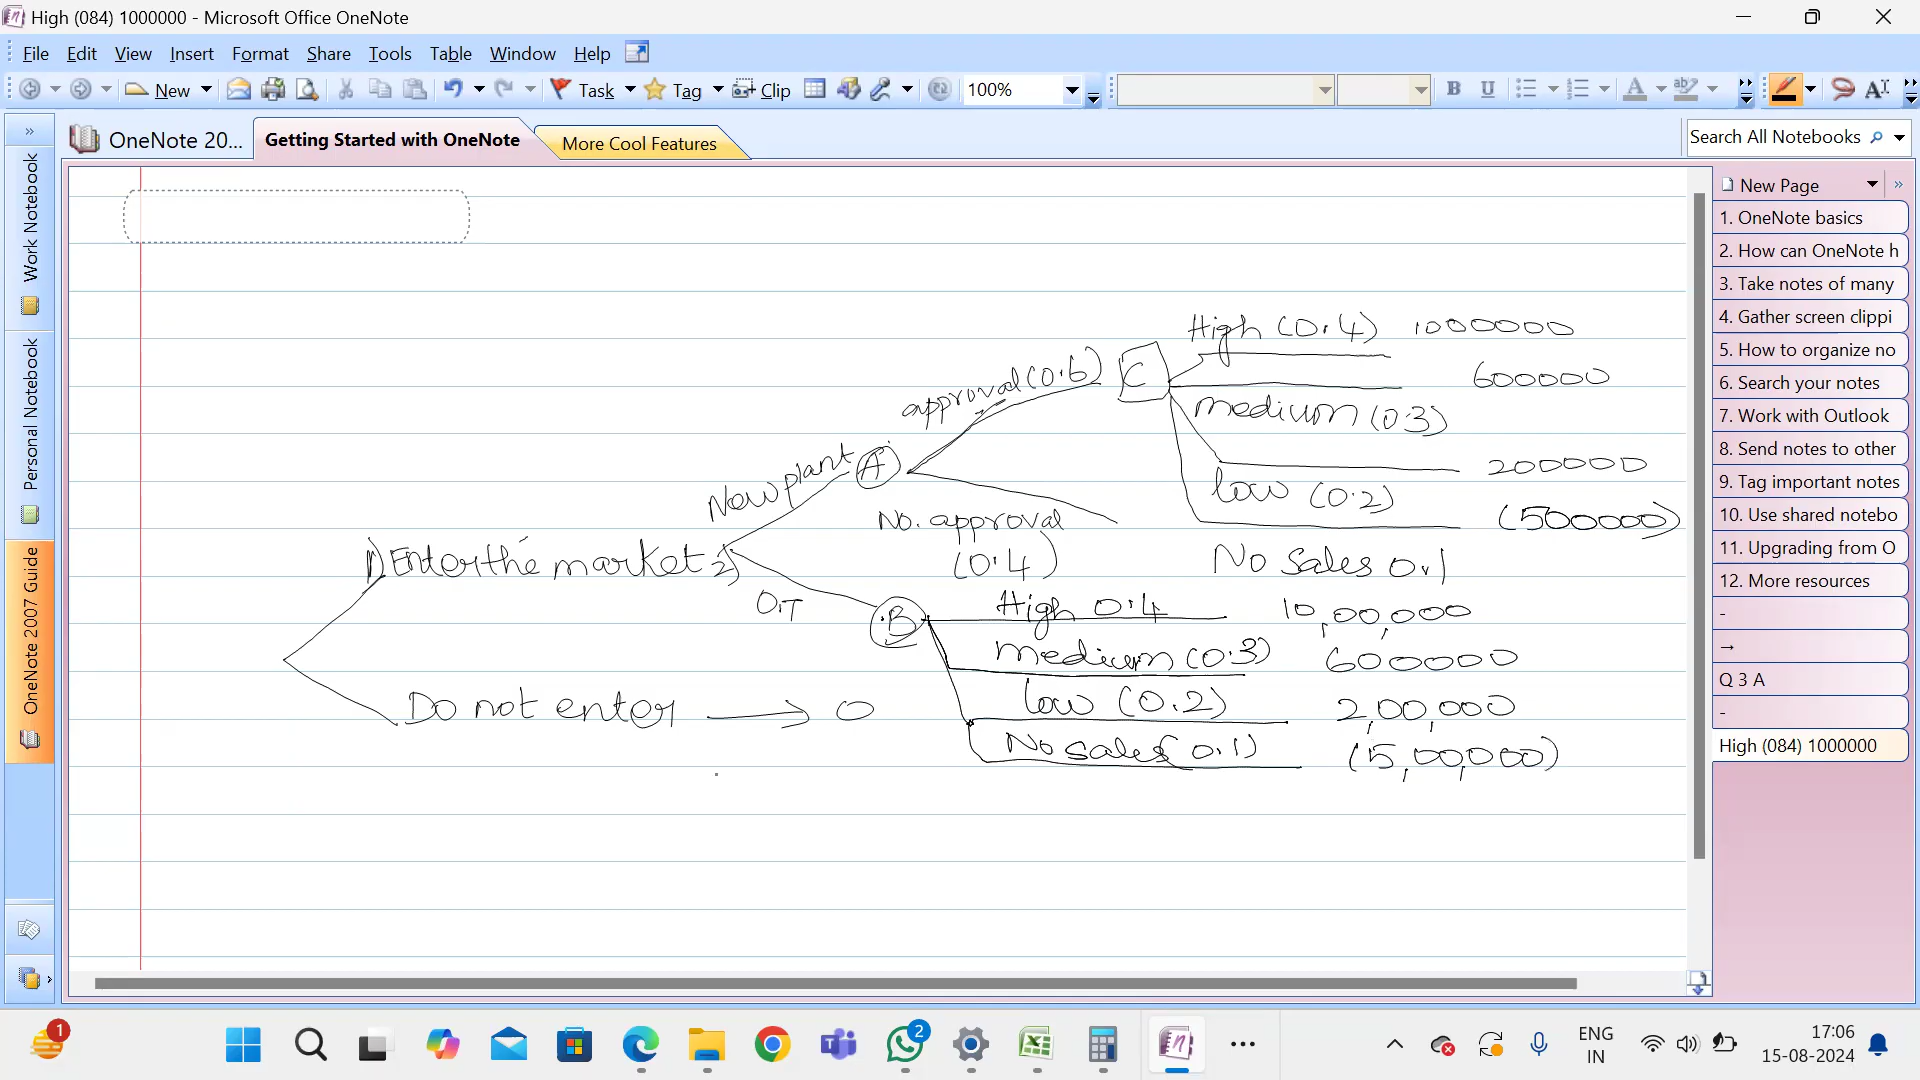 High (084) 1000000 - Microsoft Office OneNote
File Edit View Insert Format Share Tools Table Window Help
New Task Tag Clip 100% B I U
OneNote 20... Getting Started with OneNote More Cool Features
Search All Notebooks
Work Notebook
Personal Notebook
OneNote 2007 Guide
New Page
1. OneNote basics
2. How can OneNote h
3. Take notes of many
4. Gather screen clippi
5. How to organize no
6. Search your notes
7. Work with Outlook
8. Send notes to other
9. Tag important notes
10. Use shared notebo
11. Upgrading from O
12. More resources
-
→
Q 3 A
-
High (084) 1000000
High (0.4) 1000000
approval (0.6) C 600000
medium (0.3)
New plant A 200000
low (0.2)
No. approval (500000)
(0.4) No Sales 0.1
1) Enter the market 2)
O.T
B High 0.4 10,00,000
medium (0.3) 600000
Do not enter → 0 low (0.2) 2,00,000
No sales (0.1) (5,00,000)
1 2
ENG
IN
17:06
15-08-2024